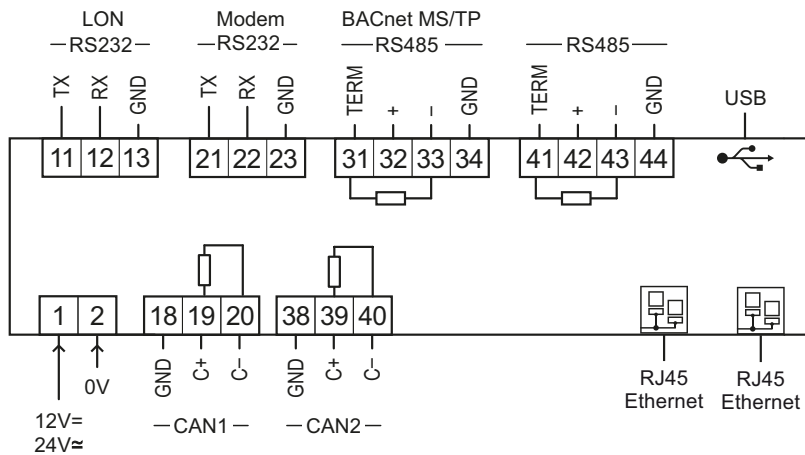 LON
RS232
TX
RX
GND
11 12 13
Modem
RS232
TX
RX
GND
21 22 23
BACnet MS/TP
RS485
TERM
+
–
GND
31 32 33 34
RS485
TERM
+
–
GND
41 42 43 44
USB
1 2
0V
12V=
24V≃
18 19 20
GND
C+
C–
CAN1
38 39 40
GND
C+
C–
CAN2
RJ45
Ethernet
RJ45
Ethernet